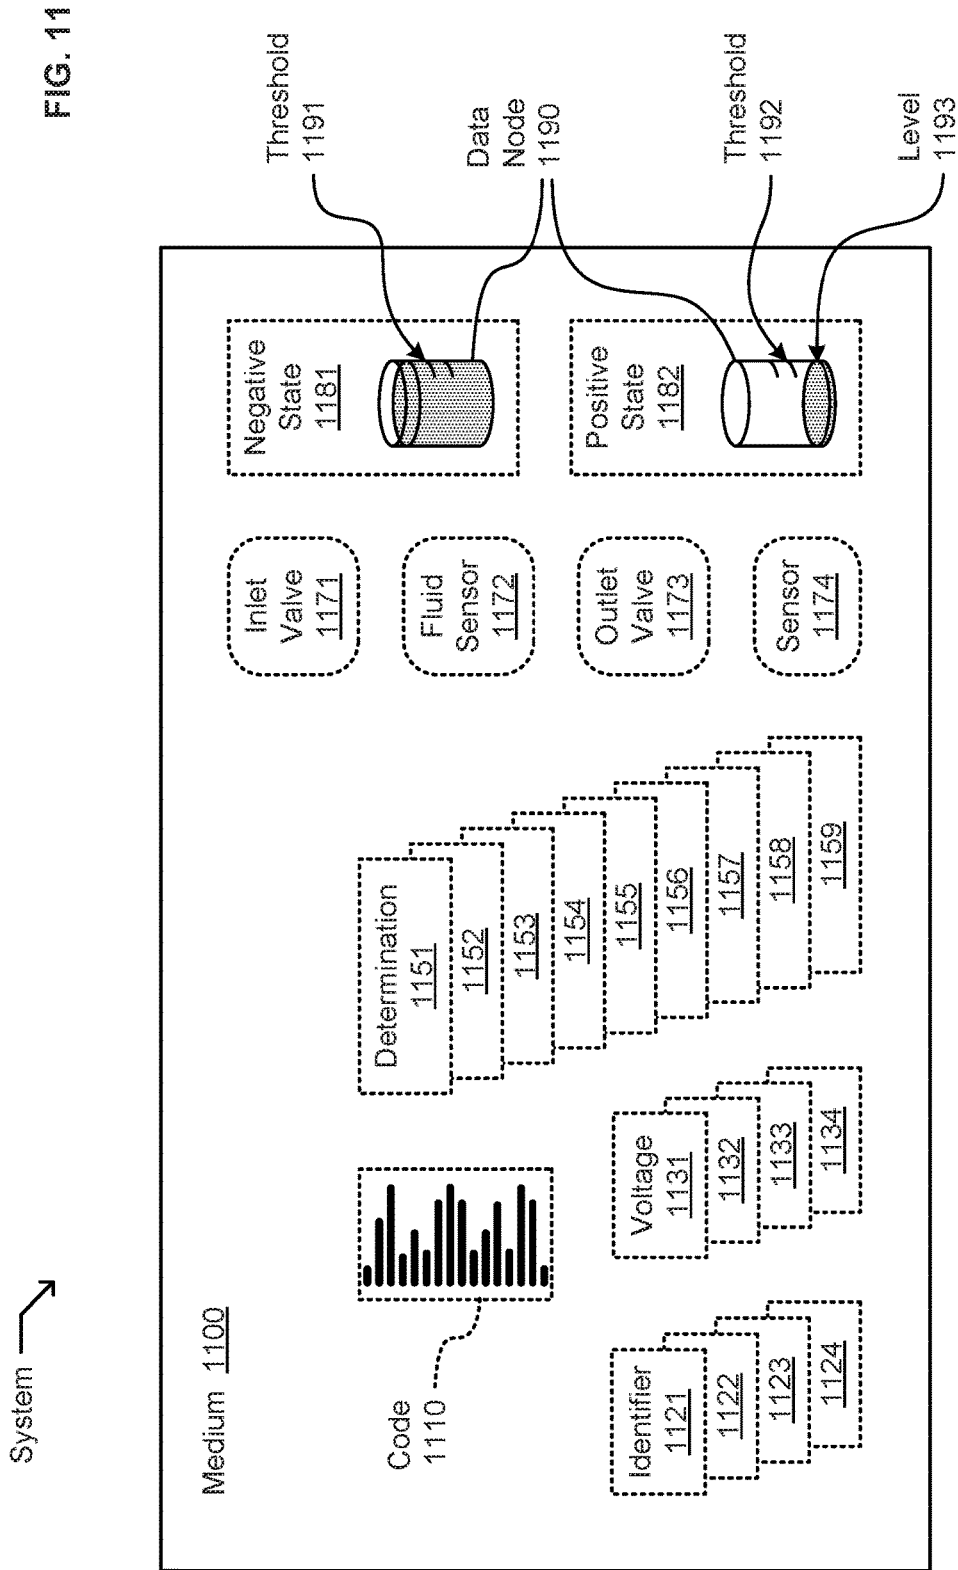 FIG. 11
System
Medium 1100
Code
1110
Identifier
1121
1122
1123
1124
Voltage
1131
1132
1133
1134
Determination
1151
1152
1153
1154
1155
1156
1157
1158
1159
Inlet
Valve
1171
Fluid
Sensor
1172
Outlet
Valve
1173
Sensor
1174
Negative
State
1181
Positive
State
1182
Threshold
1191
Data
Node
1190
Threshold
1192
Level
1193